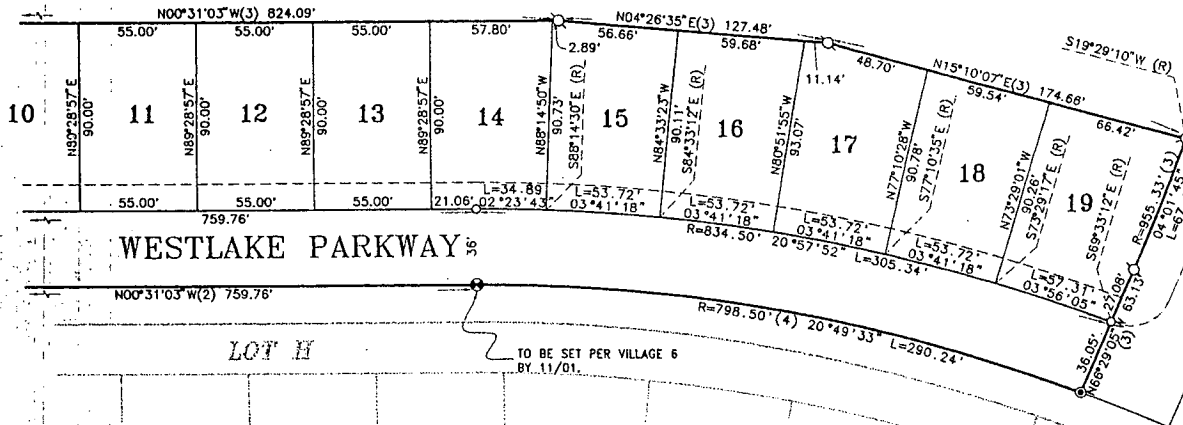 N00°31'03"W(3) 824.09'
55.00'
55.00'
55.00'
57.80'
2.89'
N04°26'35"E(3) 127.48'
56.66'
59.68'
11.14'
48.70'
N15°10'07"E(3) 174.66'
59.54'
66.42'
S19°29'10"W (R)
10
N89°28'57"E
90.00'
11
N89°28'57"E
90.00'
12
N89°28'57"E
90.00'
13
N89°28'57"E
90.00'
14
N88°14'50"W
90.73'
S88°14'30"E (R)
15
N84°33'23"W
90.11'
S84°33'12"E (R)
16
N80°51'55"W
93.07'
17
N77°10'28"W
90.78'
S77°10'35"E (R)
18
N73°29'01"W
90.26'
S73°29'17"E (R)
19
S69°33'12"E (R)
R=955.33'(3)
04°01'45"
L=67
55.00'
55.00'
55.00'
21.06'
L=34.89
02°23'43"
L=53.72'
03°41'18"
L=53.72'
03°41'18"
L=53.72'
03°41'18"
L=53.72'
03°41'18"
L=57.31'
03°56'05"
759.76'
R=834.50' 20°57'52" L=305.34'
27.08'
63.13'
WESTLAKE PARKWAY
36'
N00°31'03"W(2) 759.76'
R=798.50'(4) 20°49'33" L=290.24'
36.05'
N66°29'05"W
(3)
LOT H
TO BE SET PER VILLAGE 6
BY 11/01.